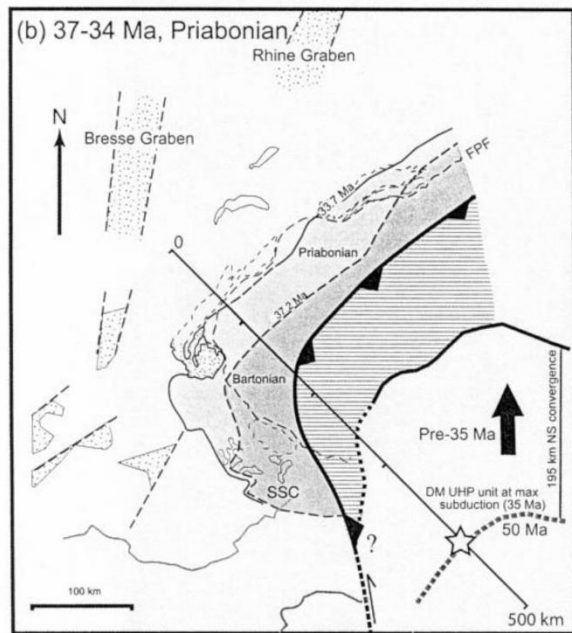 (b) 37-34 Ma, Priabonian
Rhine Graben
N
Bresse Graben
FPF
33.7 Ma
0
Priabonian
37.2 Ma
Bartonian
Pre-35 Ma
195 km NS convergence
SSC
DM UHP unit at max
subduction (35 Ma)
50 Ma
?
100 km
500 km